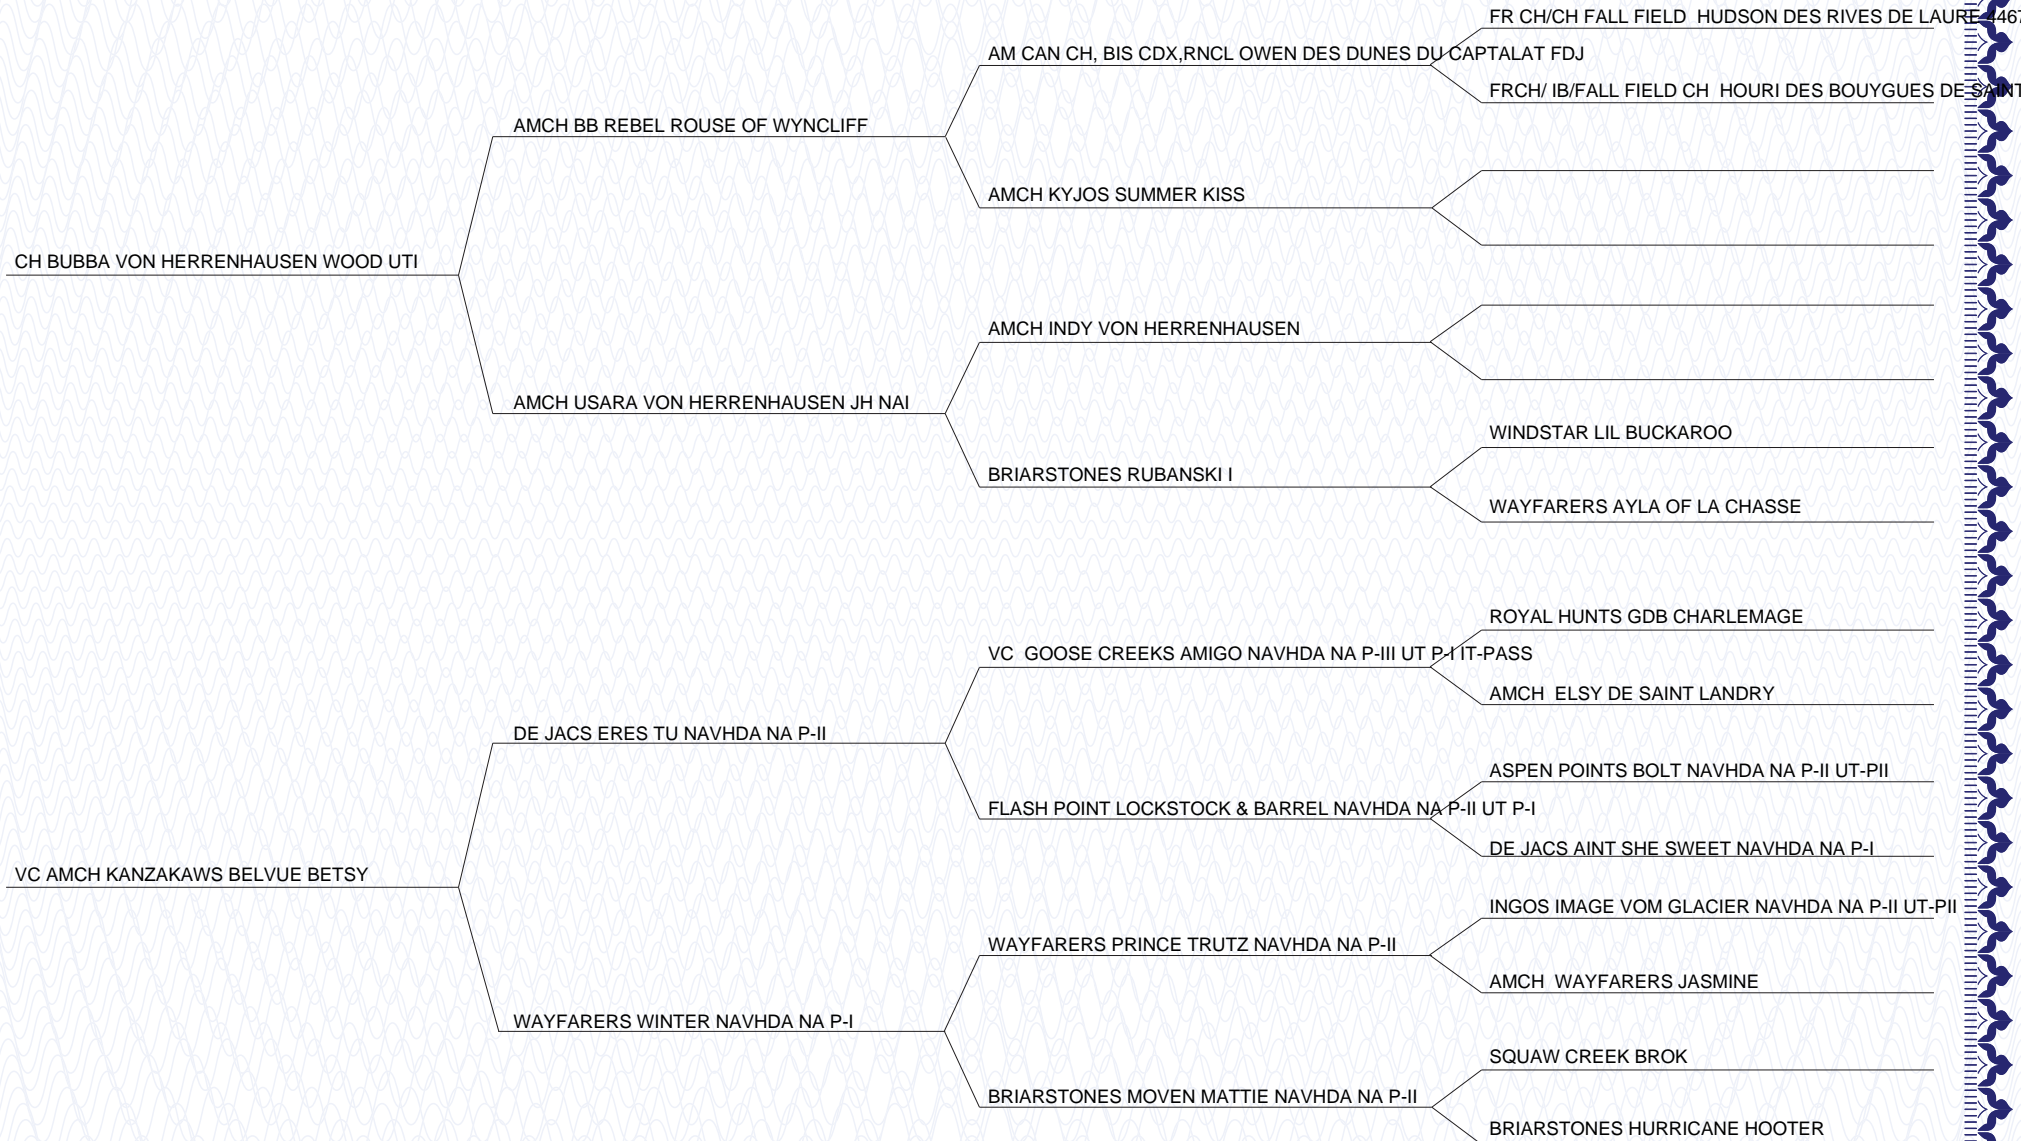 FR CH/CH FALL FIELD  HUDSON DES RIVES DE LAURE 4467
AM CAN CH, BIS CDX,RNCL OWEN DES DUNES DU CAPTALAT FDJ
FRCH/ IB/FALL FIELD CH  HOURI DES BOUYGUES DE SAINT
AMCH BB REBEL ROUSE OF WYNCLIFF
AMCH KYJOS SUMMER KISS
CH BUBBA VON HERRENHAUSEN WOOD UTI
AMCH INDY VON HERRENHAUSEN
AMCH USARA VON HERRENHAUSEN JH NAI
WINDSTAR LIL BUCKAROO
BRIARSTONES RUBANSKI I
WAYFARERS AYLA OF LA CHASSE
ROYAL HUNTS GDB CHARLEMAGE
VC  GOOSE CREEKS AMIGO NAVHDA NA P-III UT P-I IT-PASS
AMCH  ELSY DE SAINT LANDRY
DE JACS ERES TU NAVHDA NA P-II
ASPEN POINTS BOLT NAVHDA NA P-II UT-PII
FLASH POINT LOCKSTOCK & BARREL NAVHDA NA P-II UT P-I
DE JACS AINT SHE SWEET NAVHDA NA P-I
VC AMCH KANZAKAWS BELVUE BETSY
INGOS IMAGE VOM GLACIER NAVHDA NA P-II UT-PII
WAYFARERS PRINCE TRUTZ NAVHDA NA P-II
AMCH  WAYFARERS JASMINE
WAYFARERS WINTER NAVHDA NA P-I
SQUAW CREEK BROK
BRIARSTONES MOVEN MATTIE NAVHDA NA P-II
BRIARSTONES HURRICANE HOOTER